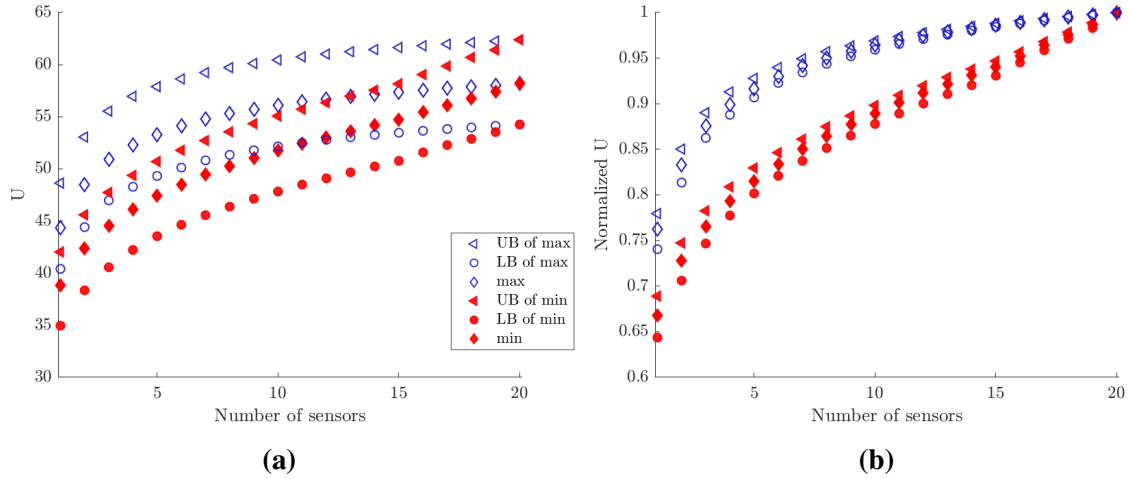 65
60
55
50
45
40
35
30
U
5
10
15
20
Number of sensors
UB of max
LB of max
max
UB of min
LB of min
min
(a)
1
0.95
0.9
0.85
0.8
0.75
0.7
0.65
0.6
Normalized U
5
10
15
20
Number of sensors
(b)